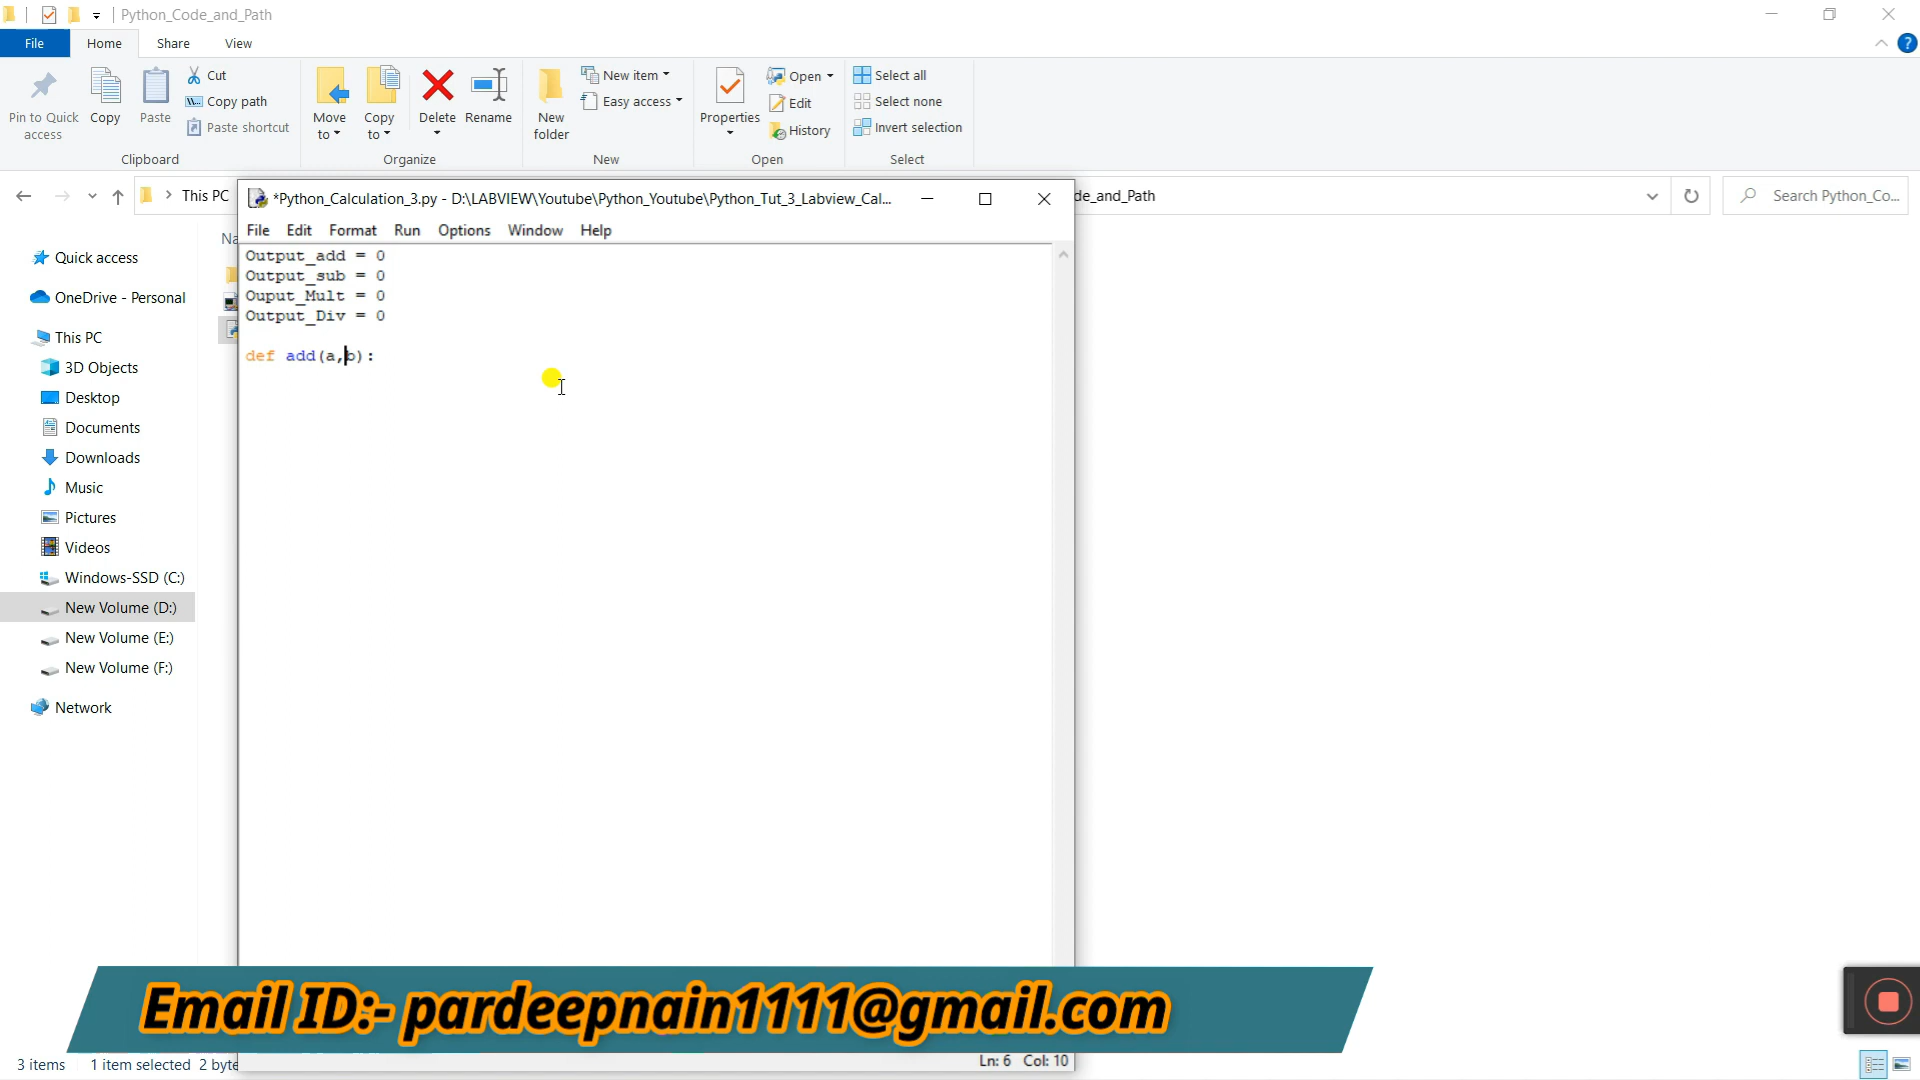 Python_Code_and_Path
File Home Share View
Pin to Quick access
Copy
Paste
Cut
Copy path
Paste shortcut
Clipboard
Move to
Copy to
Delete
Rename
Organize
New folder
New item
Easy access
New
Properties
Open
Edit
History
Open
Select all
Select none
Invert selection
Select
This PC
de_and_Path
Search Python_Co...
Quick access
OneDrive - Personal
This PC
3D Objects
Desktop
Documents
Downloads
Music
Pictures
Videos
Windows-SSD (C:)
New Volume (D:)
New Volume (E:)
New Volume (F:)
Network
Na
*Python_Calculation_3.py - D:\LABVIEW\Youtube\Python_Youtube\Python_Tut_3_Labview_Cal...
File Edit Format Run Options Window Help
Output_add = 0
Output_sub = 0
Ouput_Mult = 0
Output_Div = 0
def add(a,b):
Email ID:- pardeepnain1111@gmail.com
Ln: 6 Col: 10
3 items 1 item selected 2 byte